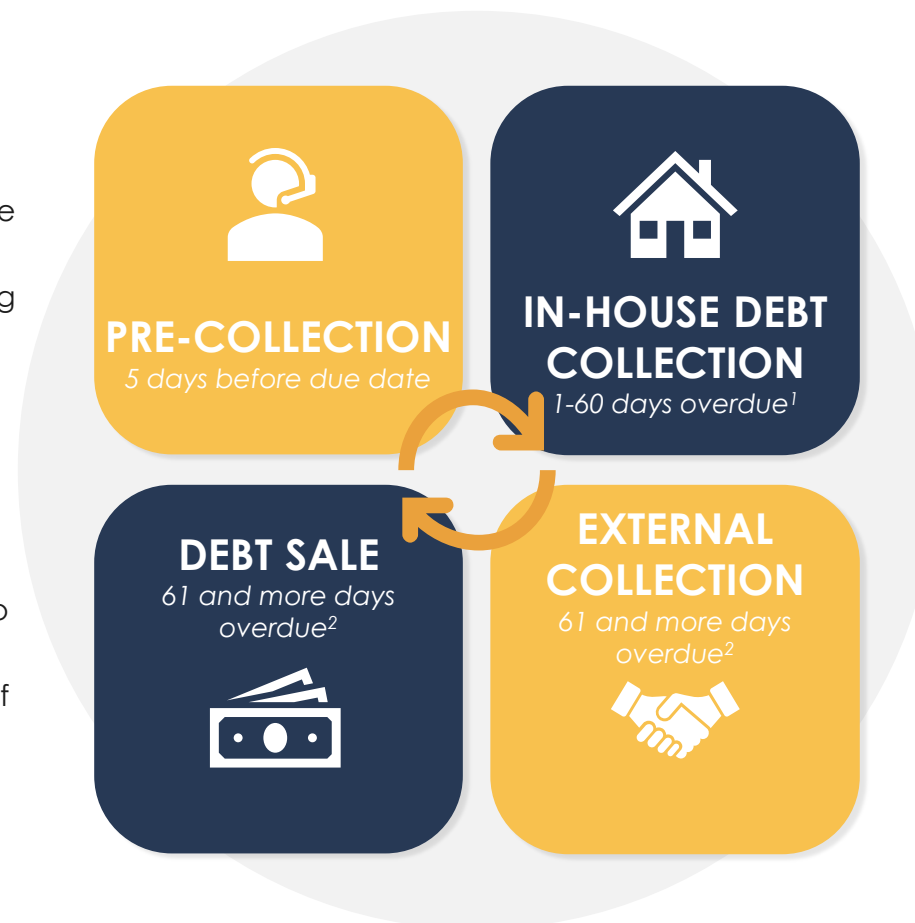 e
g
PRE-COLLECTION
5 days before due date
IN-HOUSE DEBT
COLLECTION
1-60 days overdue¹
DEBT SALE
61 and more days
overdue²
EXTERNAL
COLLECTION
61 and more days
overdue²
f